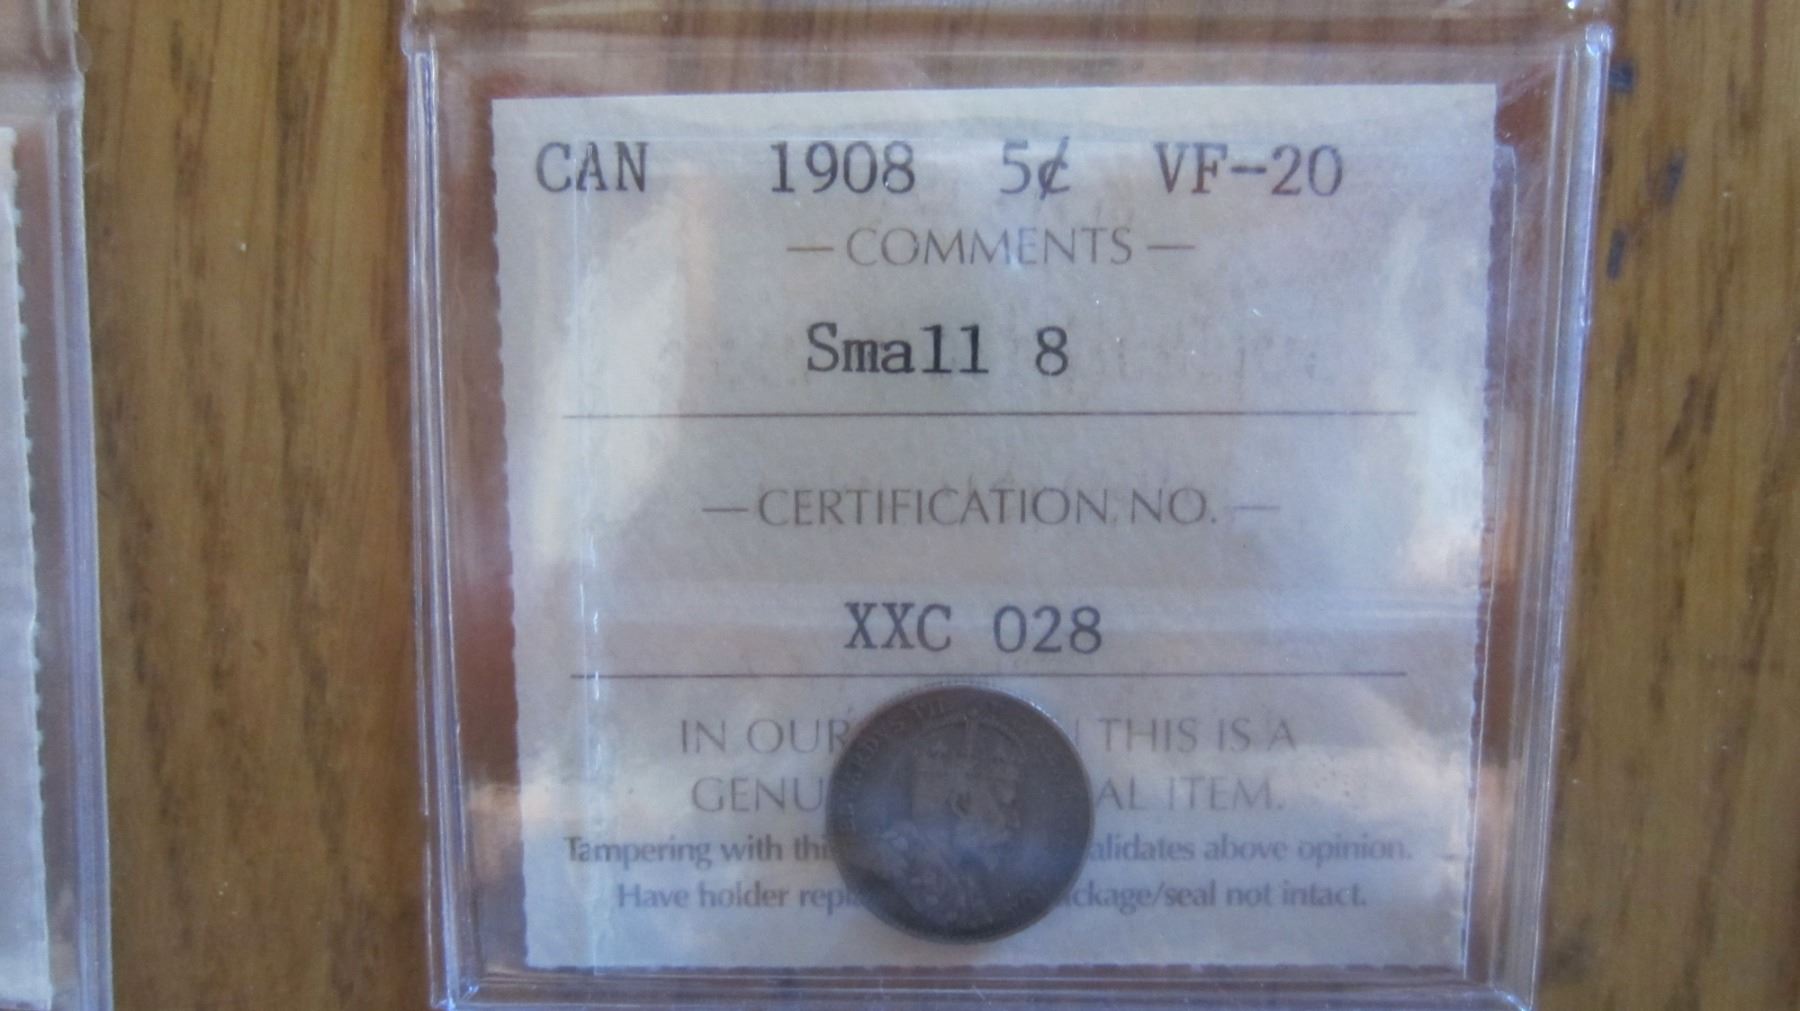 CAN 1908 5¢ VF-20
— COMMENTS —
Small 8
— CERTIFICATION NO. —
XXC 028
IN OUR THIS IS A
GENU AL ITEM.
Tampering with thi alidates above opinion.
Have holder repl ckage/seal not intact.